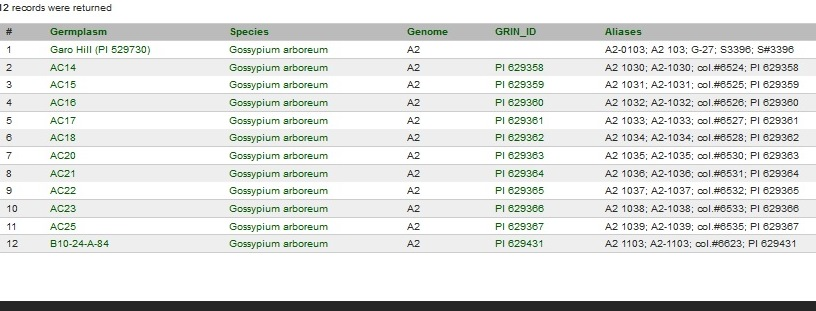 12 records were returned
# Germplasm Species Genome GRIN_ID Aliases
1 Garo Hill (PI 529730) Gossypium arboreum A2 A2-0103; A2 103; G-27; S3396; S#3396
2 AC14 Gossypium arboreum A2 PI 629358 A2 1030; A2-1030; col.#6524; PI 629358
3 AC15 Gossypium arboreum A2 PI 629359 A2 1031; A2-1031; col.#6525; PI 629359
4 AC16 Gossypium arboreum A2 PI 629360 A2 1032; A2-1032; col.#6526; PI 629360
5 AC17 Gossypium arboreum A2 PI 629361 A2 1033; A2-1033; col.#6527; PI 629361
6 AC18 Gossypium arboreum A2 PI 629362 A2 1034; A2-1034; col.#6528; PI 629362
7 AC20 Gossypium arboreum A2 PI 629363 A2 1035; A2-1035; col.#6530; PI 629363
8 AC21 Gossypium arboreum A2 PI 629364 A2 1036; A2-1036; col.#6531; PI 629364
9 AC22 Gossypium arboreum A2 PI 629365 A2 1037; A2-1037; col.#6532; PI 629365
10 AC23 Gossypium arboreum A2 PI 629366 A2 1038; A2-1038; col.#6533; PI 629366
11 AC25 Gossypium arboreum A2 PI 629367 A2 1039; A2-1039; col.#6535; PI 629367
12 B10-24-A-84 Gossypium arboreum A2 PI 629431 A2 1103; A2-1103; col.#6623; PI 629431